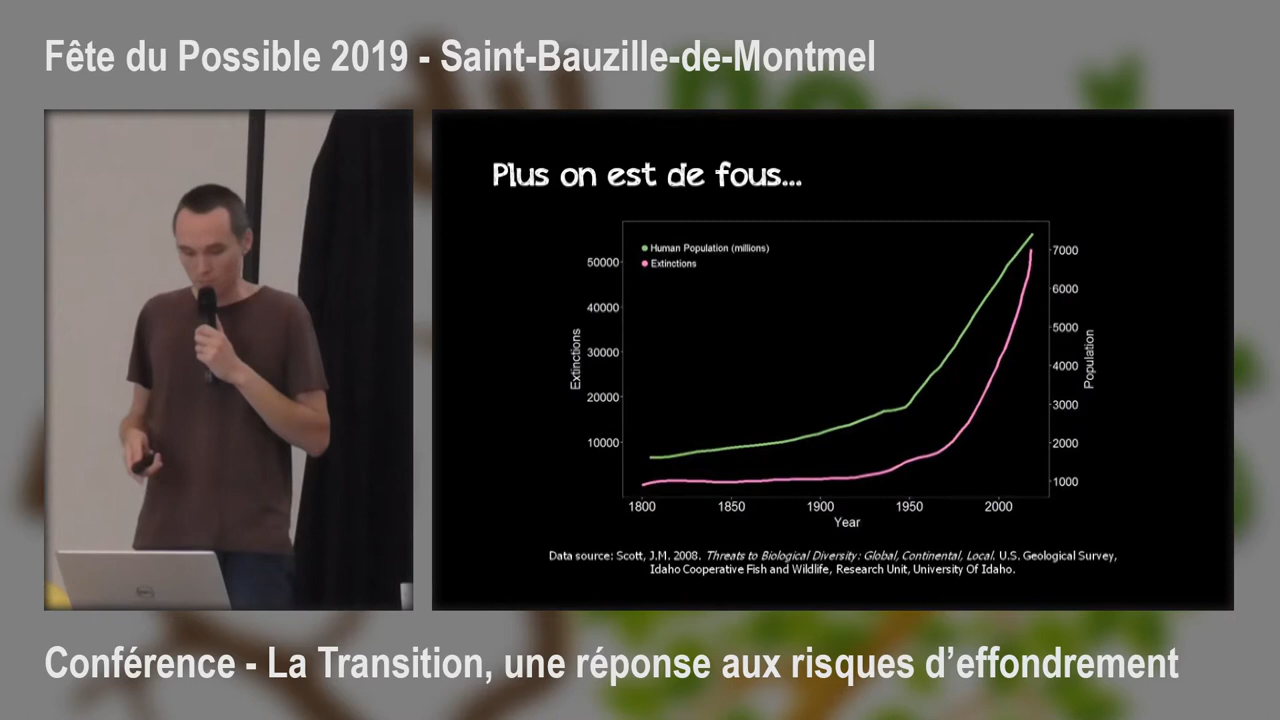 Fête du Possible 2019 - Saint-Bauzille-de-Montmel
Plus on est de fous...
Human Population (millions)
Extinctions
50000
40000
30000
20000
10000
Extinctions
7000
6000
5000
4000
3000
2000
1000
Population
1800 1850 1900 1950 2000
Year
Data source: Scott, J.M. 2008. Threats to Biological Diversity: Global, Continental, Local. U.S. Geological Survey,
Idaho Cooperative Fish and Wildlife, Research Unit, University Of Idaho.
DELL
Conférence - La Transition, une réponse aux risques d’effondrement